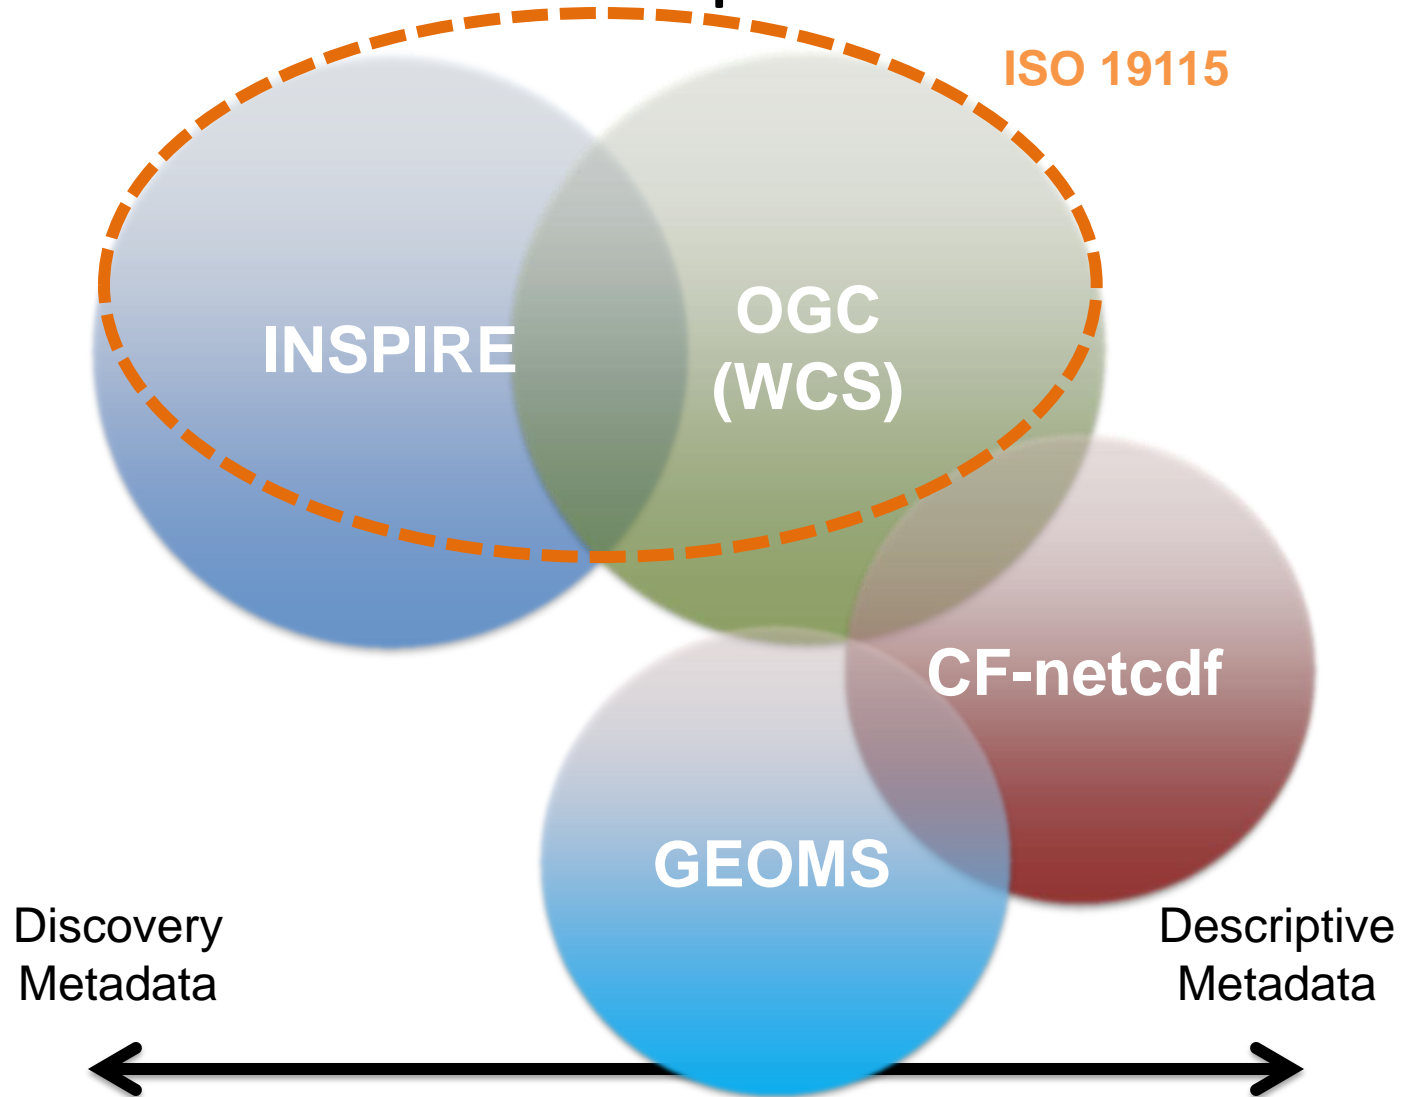 ISO 19115
INSPIRE
OGC
(WCS)
CF-netcdf
GEOMS
Discovery
Metadata
Descriptive
Metadata